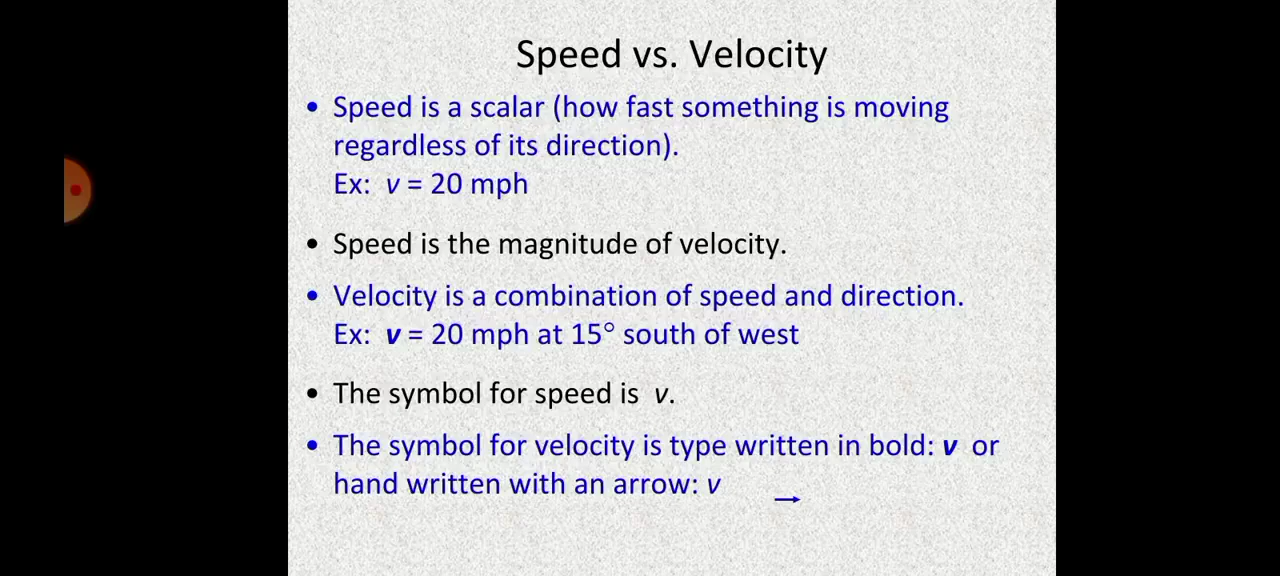 Speed vs. Velocity
• Speed is a scalar (how fast something is moving
regardless of its direction).
Ex: v = 20 mph
• Speed is the magnitude of velocity.
• Velocity is a combination of speed and direction.
Ex: v = 20 mph at 15° south of west
• The symbol for speed is v.
• The symbol for velocity is type written in bold: v or
hand written with an arrow: v →